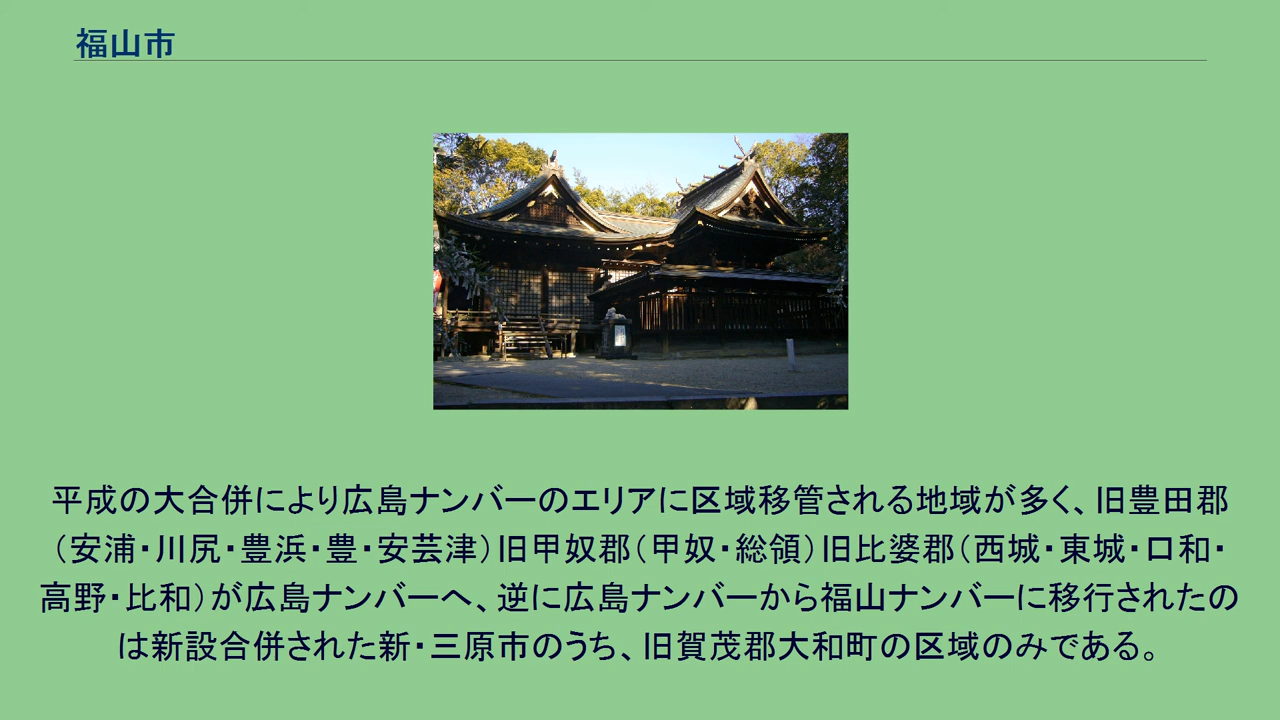 福山市
平成の大合併により広島ナンバーのエリアに区域移管される地域が多く、旧豊田郡
（安浦・川尻・豊浜・豊・安芸津）旧甲奴郡（甲奴・総領）旧比婆郡（西城・東城・口和・
高野・比和）が広島ナンバーへ、逆に広島ナンバーから福山ナンバーに移行されたの
は新設合併された新・三原市のうち、旧賀茂郡大和町の区域のみである。